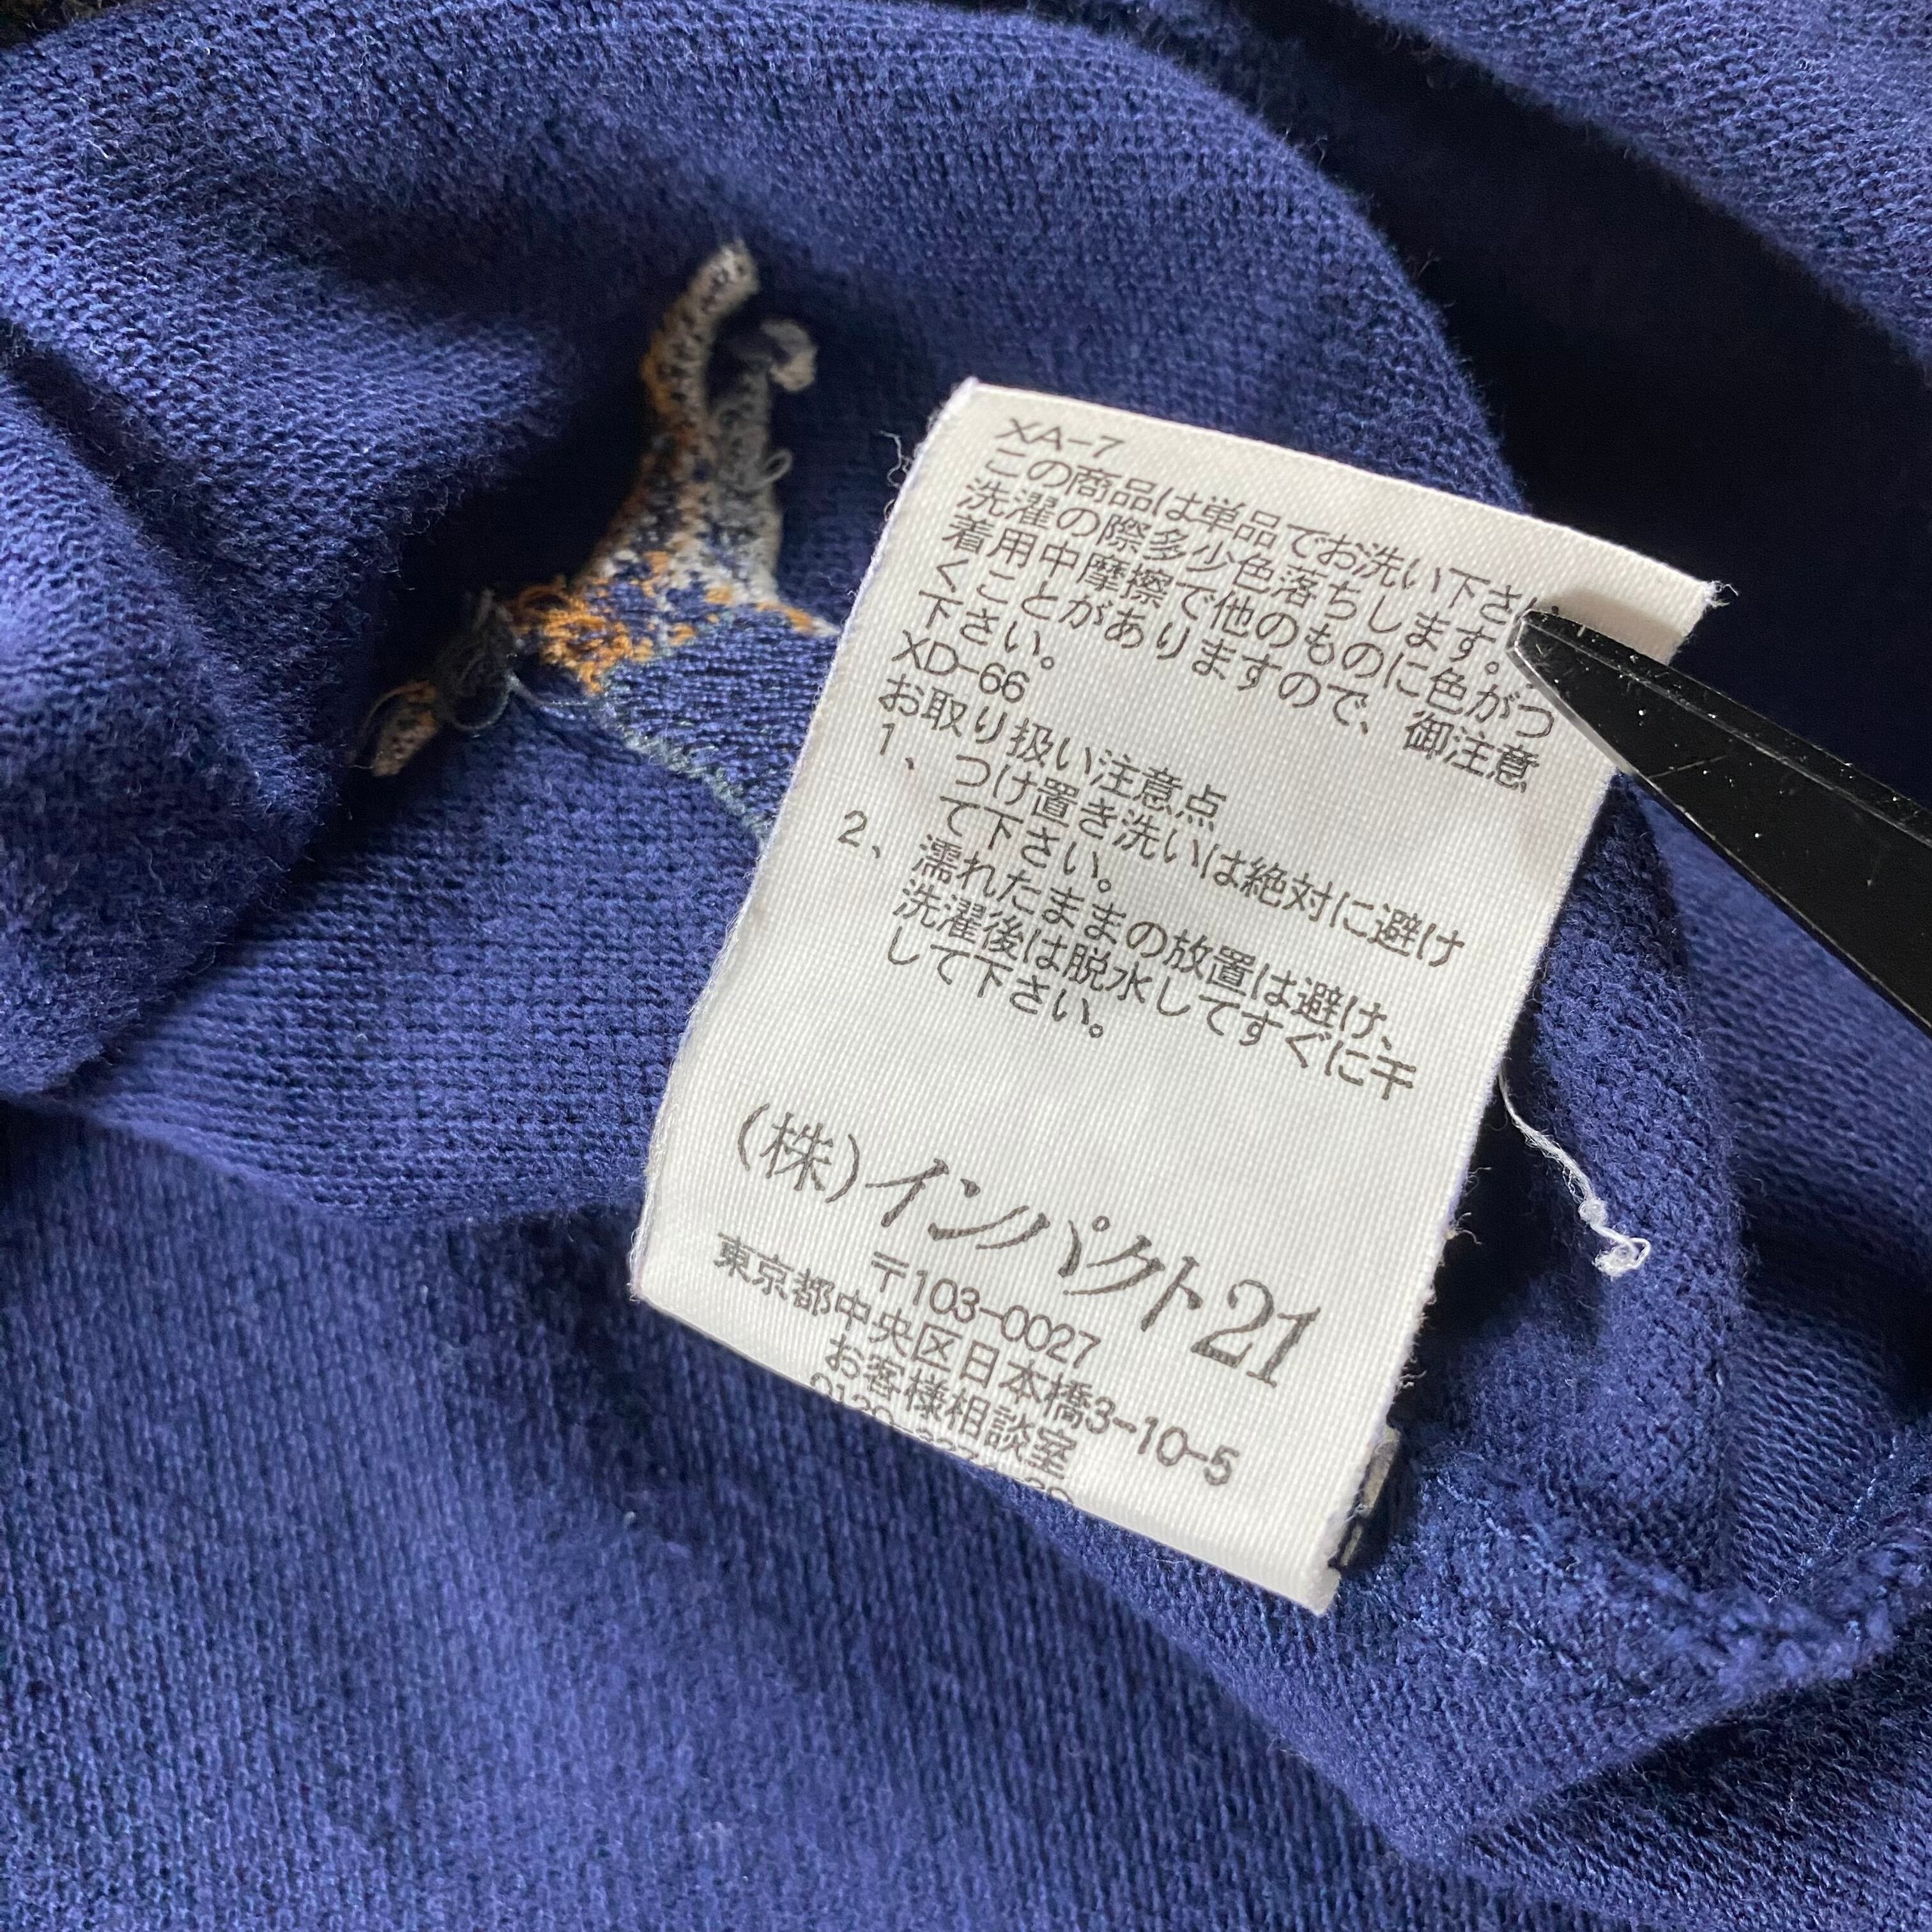 XA-7
この商品は単品でお洗い下さい
洗濯の際多少色落ちします。
着用中摩擦で他のものに色がつ
くことがありますので、御注意
下さい。
XD-66
お取り扱い注意点
1、つけ置き洗いは絶対に避け
て下さい。
2、濡れたままの放置は避け、
洗濯後は脱水してすぐに干
して下さい。
(株)インパクト21
〒103-0027
東京都中央区日本橋3-10-5
お客様相談室